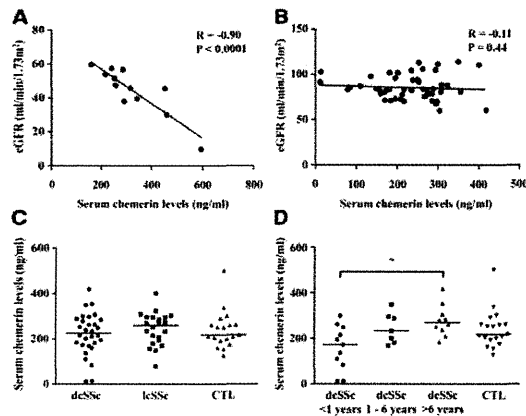 A
R = -0.90
P < 0.0001
eGFR (ml/min/1.73m²)
60
40
20
0
0 200 400 600 800
Serum chemerin levels (ng/ml)
B
R = -0.11
P = 0.44
eGFR (ml/min/1.73m²)
150
100
50
0
0 100 200 300 400 500
Serum chemerin levels (ng/ml)
C
Serum chemerin levels (ng/ml)
600
400
200
0
dcSSc lcSSc CTL
D
Serum chemerin levels (ng/ml)
600
400
200
0
dcSSc dcSSc dcSSc CTL
<1 years 1 - 6 years >6 years